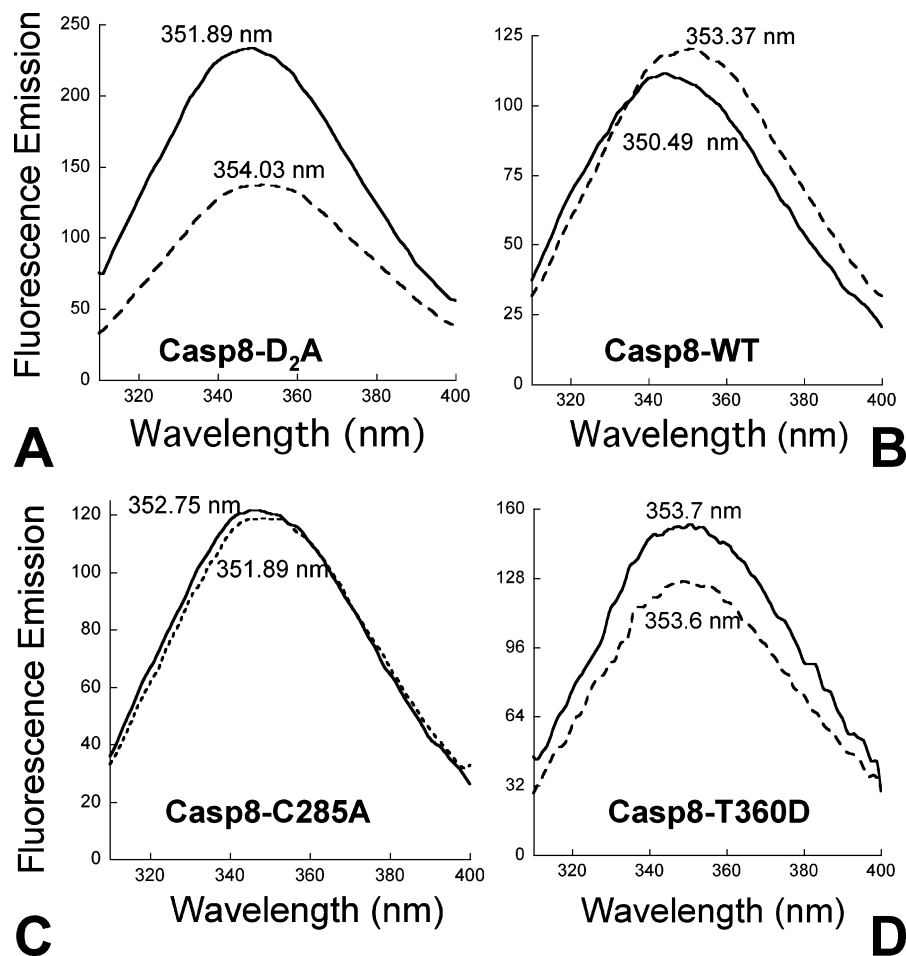 Fluorescence Emission
250
200
150
100
50
0
351.89 nm
354.03 nm
Casp8-D₂A
320
340
360
380
400
Wavelength (nm)
A
125
100
75
50
25
0
353.37 nm
350.49 nm
Casp8-WT
320
340
360
380
400
Wavelength (nm)
B
Fluorescence Emission
120
100
80
60
40
20
0
352.75 nm
351.89 nm
Casp8-C285A
320
340
360
380
400
Wavelength (nm)
C
160
128
96
64
32
0
353.7 nm
353.6 nm
Casp8-T360D
320
340
360
380
400
Wavelength (nm)
D